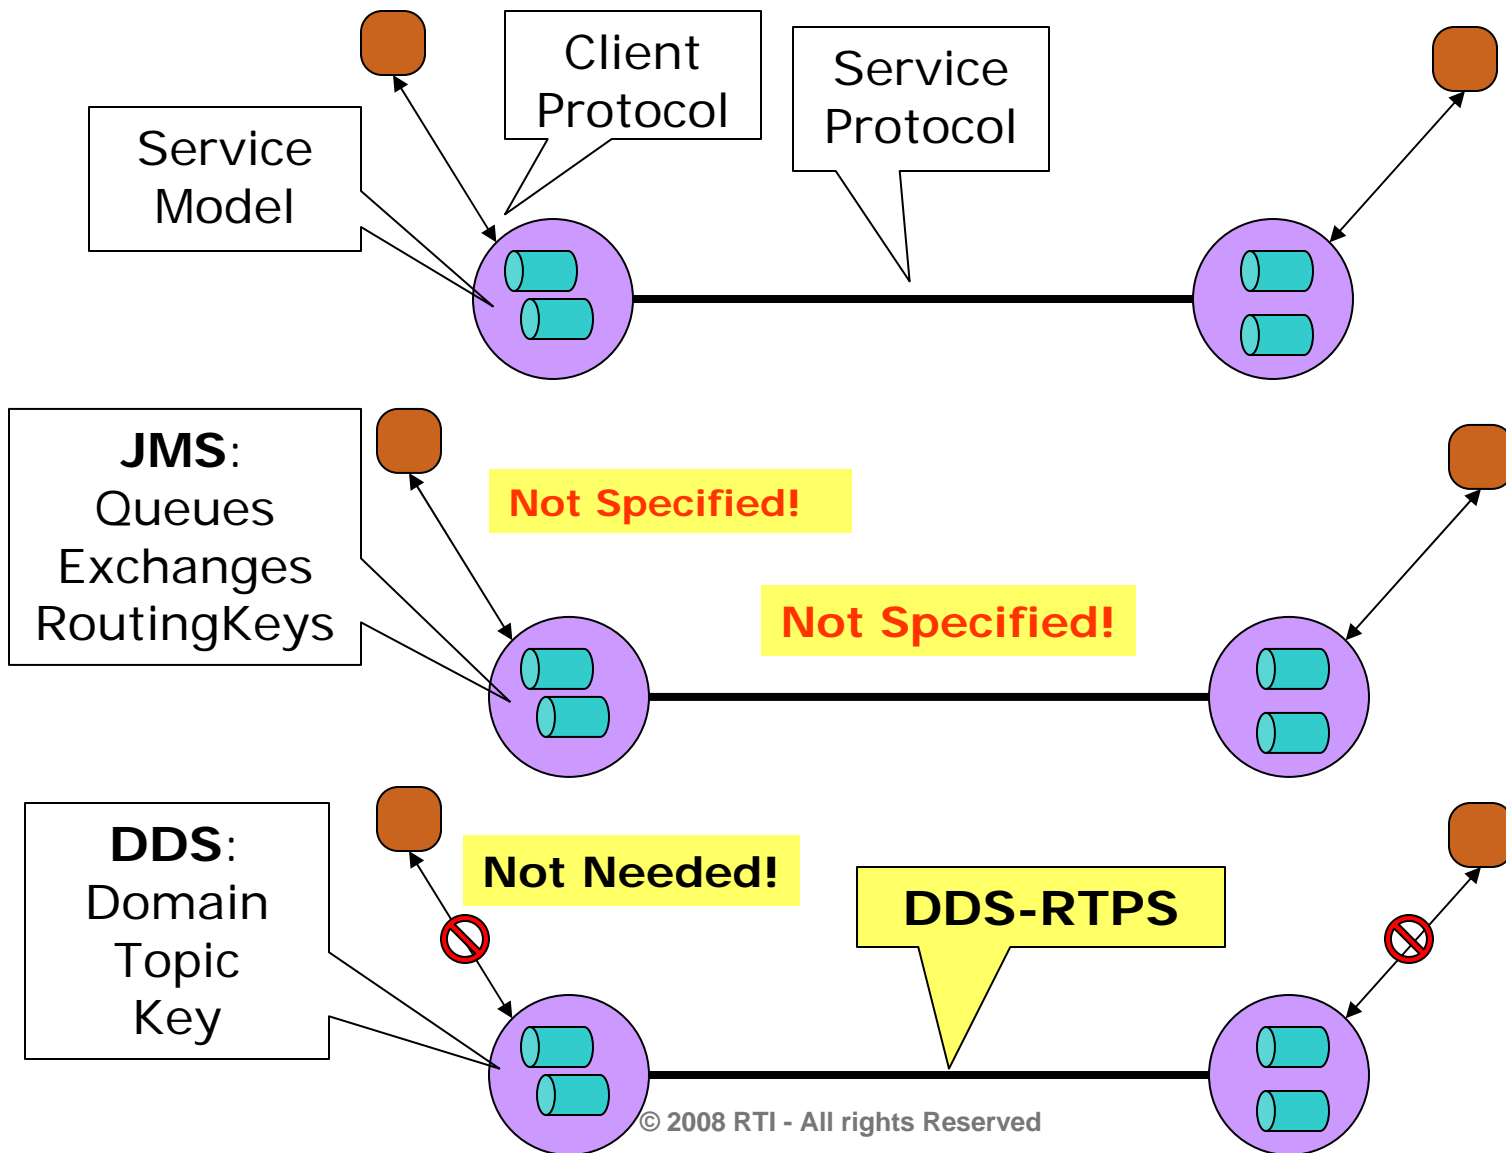 Client
Protocol
Service
Protocol
Service
Model
JMS:
Queues
Exchanges
RoutingKeys
Not Specified!
Not Specified!
DDS:
Domain
Topic
Key
Not Needed!
DDS-RTPS
© 2008 RTI - All rights Reserved